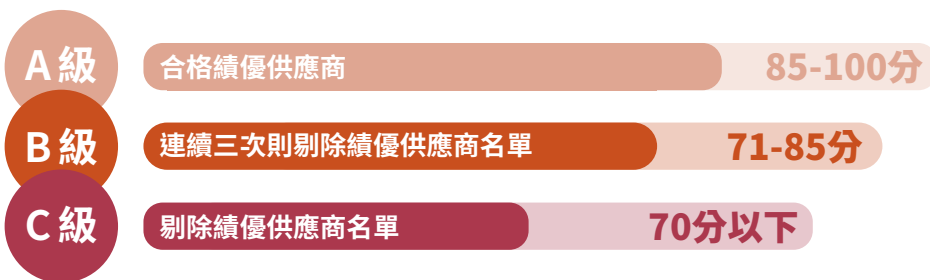 A級 合格績優供應商 85-100分
B級 連續三次則剔除績優供應商名單 71-85分
C級 剔除績優供應商名單 70分以下